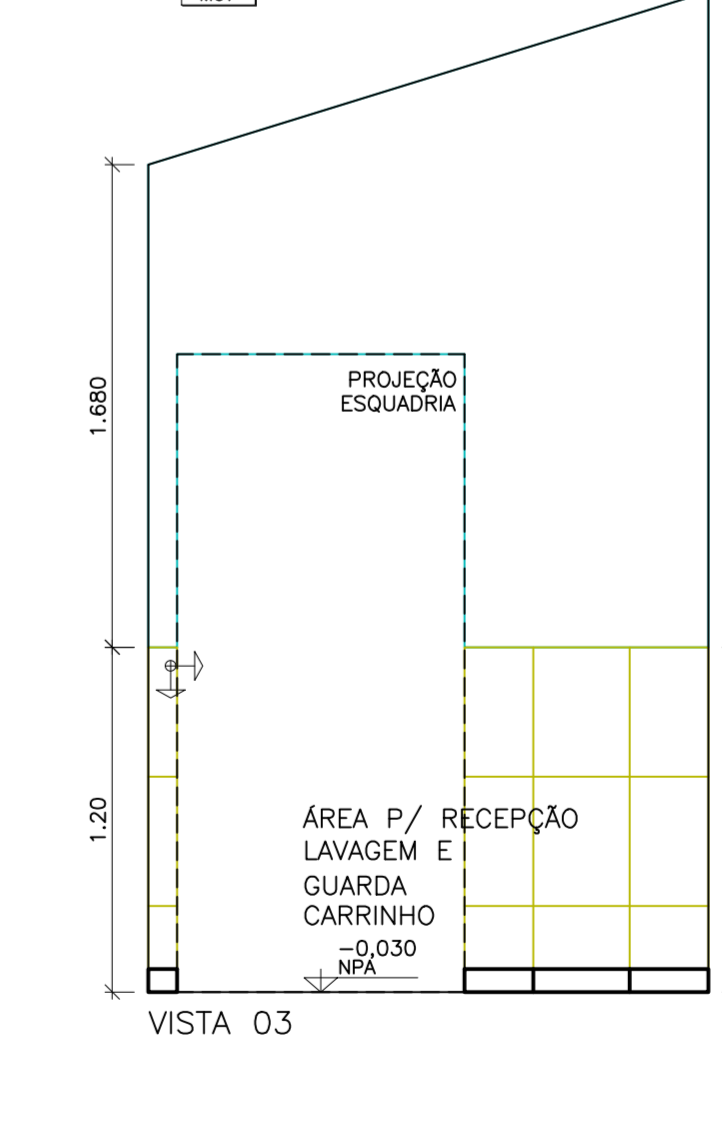 1.680
PROJEÇÃO
ESQUADRIA
1.20
ÁREA P/ RECEPÇÃO
LAVAGEM E
GUARDA
CARRINHO
−0,030
NPA
VISTA 03